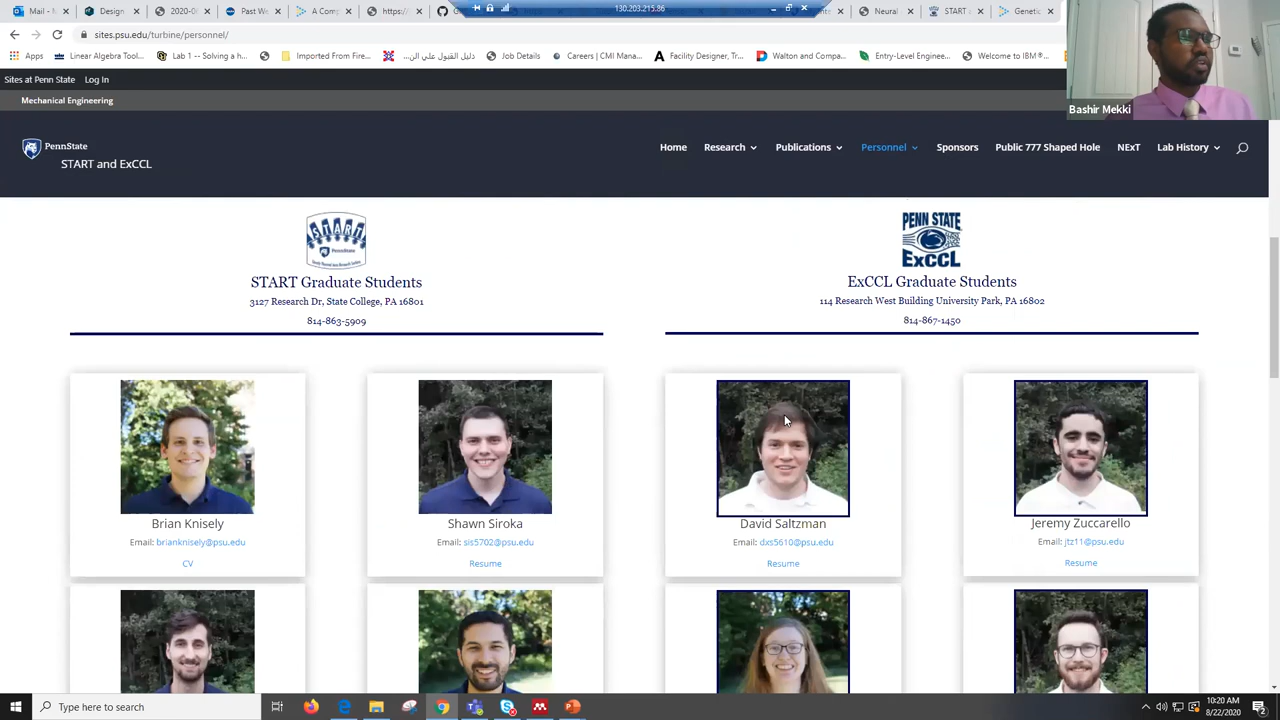 Mail -
Design
2020-0
Past W
A Comp
https:/
G
130.203.215.86
Neural
START
Geneti
sites.psu.edu/turbine/personnel/
Apps
Linear Algebra Tool...
Lab 1 -- Solving a h...
Imported From Fire...
دليل القبول علي الن...
Job Details
Careers | CMI Mana...
Facility Designer, Tr...
Walton and Compa...
Entry-Level Enginee...
Welcome to IBM®...
Bashir Mekki
Sites at Penn State
Log In
Mechanical Engineering
PennState
START and ExCCL
Home
Research
Publications
Personnel
Sponsors
Public 777 Shaped Hole
NExT
Lab History
START
PennState
PENN STATE
ExCCL
START Graduate Students
3127 Research Dr, State College, PA 16801
814-863-5909
ExCCL Graduate Students
114 Research West Building University Park, PA 16802
814-867-1450
Brian Knisely
Email: brianknisely@psu.edu
CV
Shawn Siroka
Email: sis5702@psu.edu
Resume
David Saltzman
Email: dxs5610@psu.edu
Resume
Jeremy Zuccarello
Email: jtz11@psu.edu
Resume
Type here to search
10:20 AM
8/22/2020
2